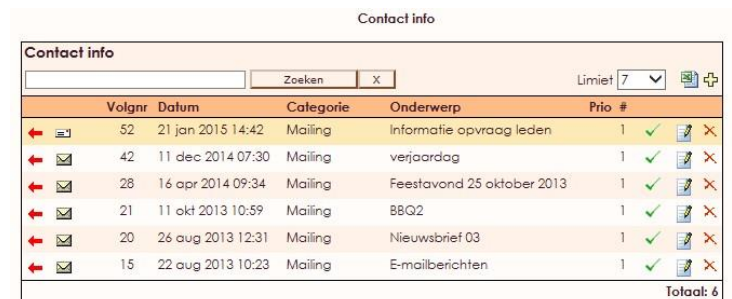 Contact info
Contact info
Zoeken X Limiet 7
Volgnr Datum Categorie Onderwerp Prio #
52 21 jan 2015 14:42 Mailing Informatie opvraag leden 1
42 11 dec 2014 07:30 Mailing verjaardag 1
28 16 apr 2014 09:34 Mailing Feestavond 25 oktober 2013 1
21 11 okt 2013 10:59 Mailing BBQ2 1
20 26 aug 2013 12:31 Mailing Nieuwsbrief 03 1
15 22 aug 2013 10:23 Mailing E-mailberichten 1
Totaal: 6